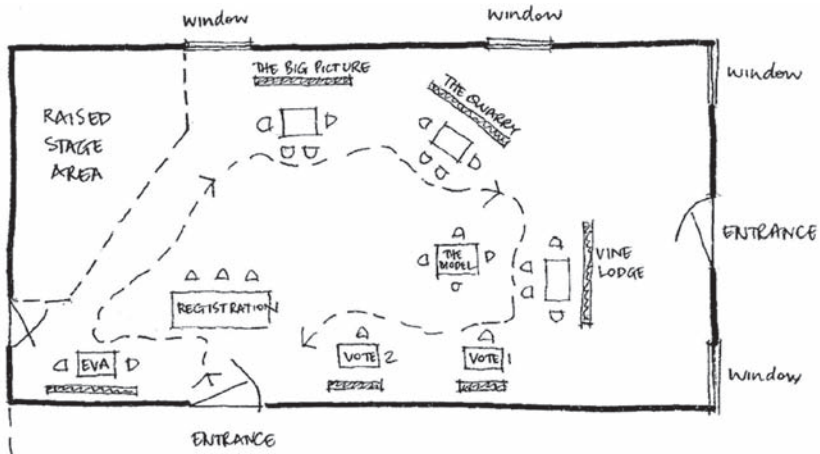 window
window
THE BIG PICTURE
THE QUARRY
window
RAISED
STAGE
AREA
ENTRANCE
THE
MODEL
VINE
LODGE
REGTISTRATION
EVA
VOTE 2
VOTE 1
window
ENTRANCE